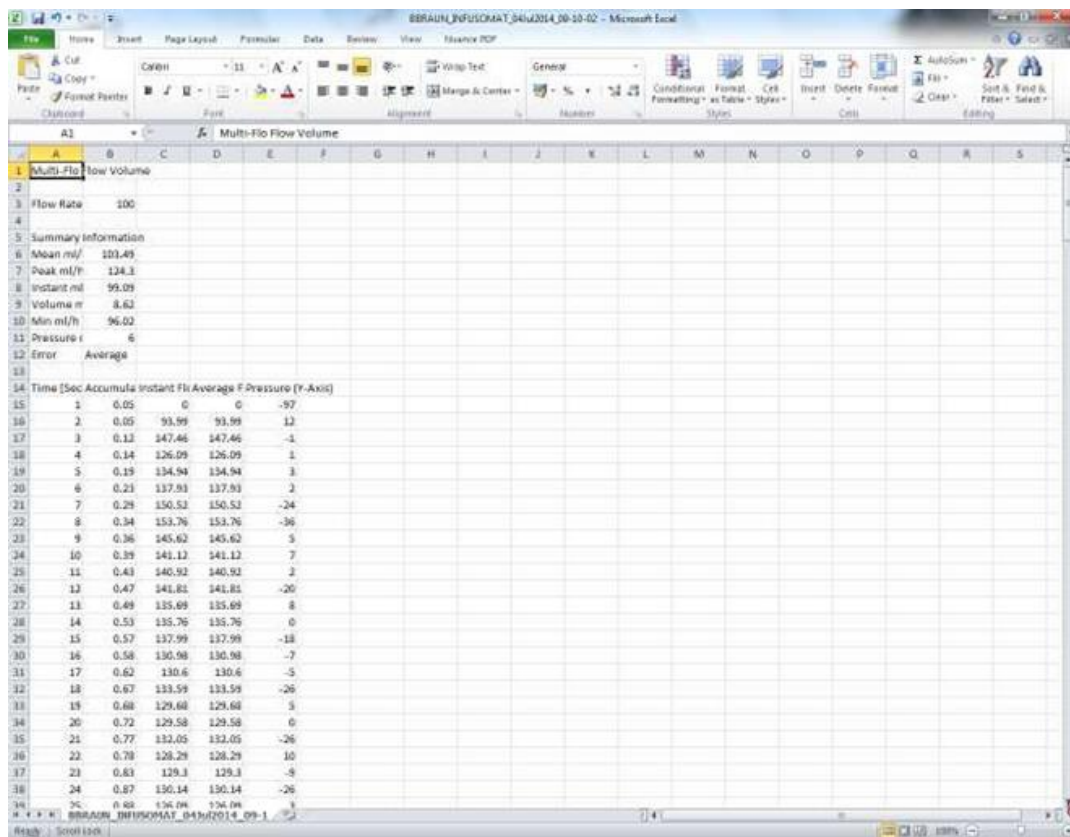 BBRAUN_INFUSOMAT_04Jul2014_09-10-02 - Microsoft Excel
File Home Insert Page Layout Formulas Data Review View Nuance PDF
Cut
Copy
Format Painter
Paste
Clipboard
Calibri 11
Font
Wrap Text
Merge & Center
Alignment
General
Number
Conditional Formatting
Format as Table
Cell Styles
Styles
Insert Delete Format
Cells
AutoSum
Fill
Clear
Sort & Filter
Find & Select
Editing
A1 fx Multi-Flo Flow Volume
A B C D E F G H I J K L M N O P Q R S
1 Multi-Flo Flow Volume
2
3 Flow Rate 100
4
5 Summary Information
6 Mean ml/ 103.49
7 Peak ml/h 124.3
8 Instant ml 99.09
9 Volume m 8.62
10 Min ml/h 96.02
11 Pressure 6
12 Error Average
13
14 Time [Sec Accumula Instant Flo Average F Pressure (Y-Axis)
15 1 0.05 0 0 -97
16 2 0.05 93.99 93.99 12
17 3 0.12 147.46 147.46 -1
18 4 0.14 126.09 126.09 1
19 5 0.19 134.94 134.94 3
20 6 0.23 137.93 137.93 2
21 7 0.29 150.52 150.52 -24
22 8 0.34 153.76 153.76 -36
23 9 0.36 145.62 145.62 5
24 10 0.39 141.12 141.12 7
25 11 0.43 140.92 140.92 2
26 12 0.47 141.81 141.81 -20
27 13 0.49 135.69 135.69 8
28 14 0.53 135.76 135.76 0
29 15 0.57 137.99 137.99 -18
30 16 0.58 130.98 130.98 -7
31 17 0.62 130.6 130.6 -5
32 18 0.67 133.59 133.59 -26
33 19 0.68 129.68 129.68 5
34 20 0.72 129.58 129.58 0
35 21 0.77 132.05 132.05 -26
36 22 0.78 128.29 128.29 10
37 23 0.83 129.3 129.3 -9
38 24 0.87 130.14 130.14 -26
39 25 0.88 126.09 126.09 3
BBRAUN_INFUSOMAT_04Jul2014_09-1
Ready Scroll Lock 100%